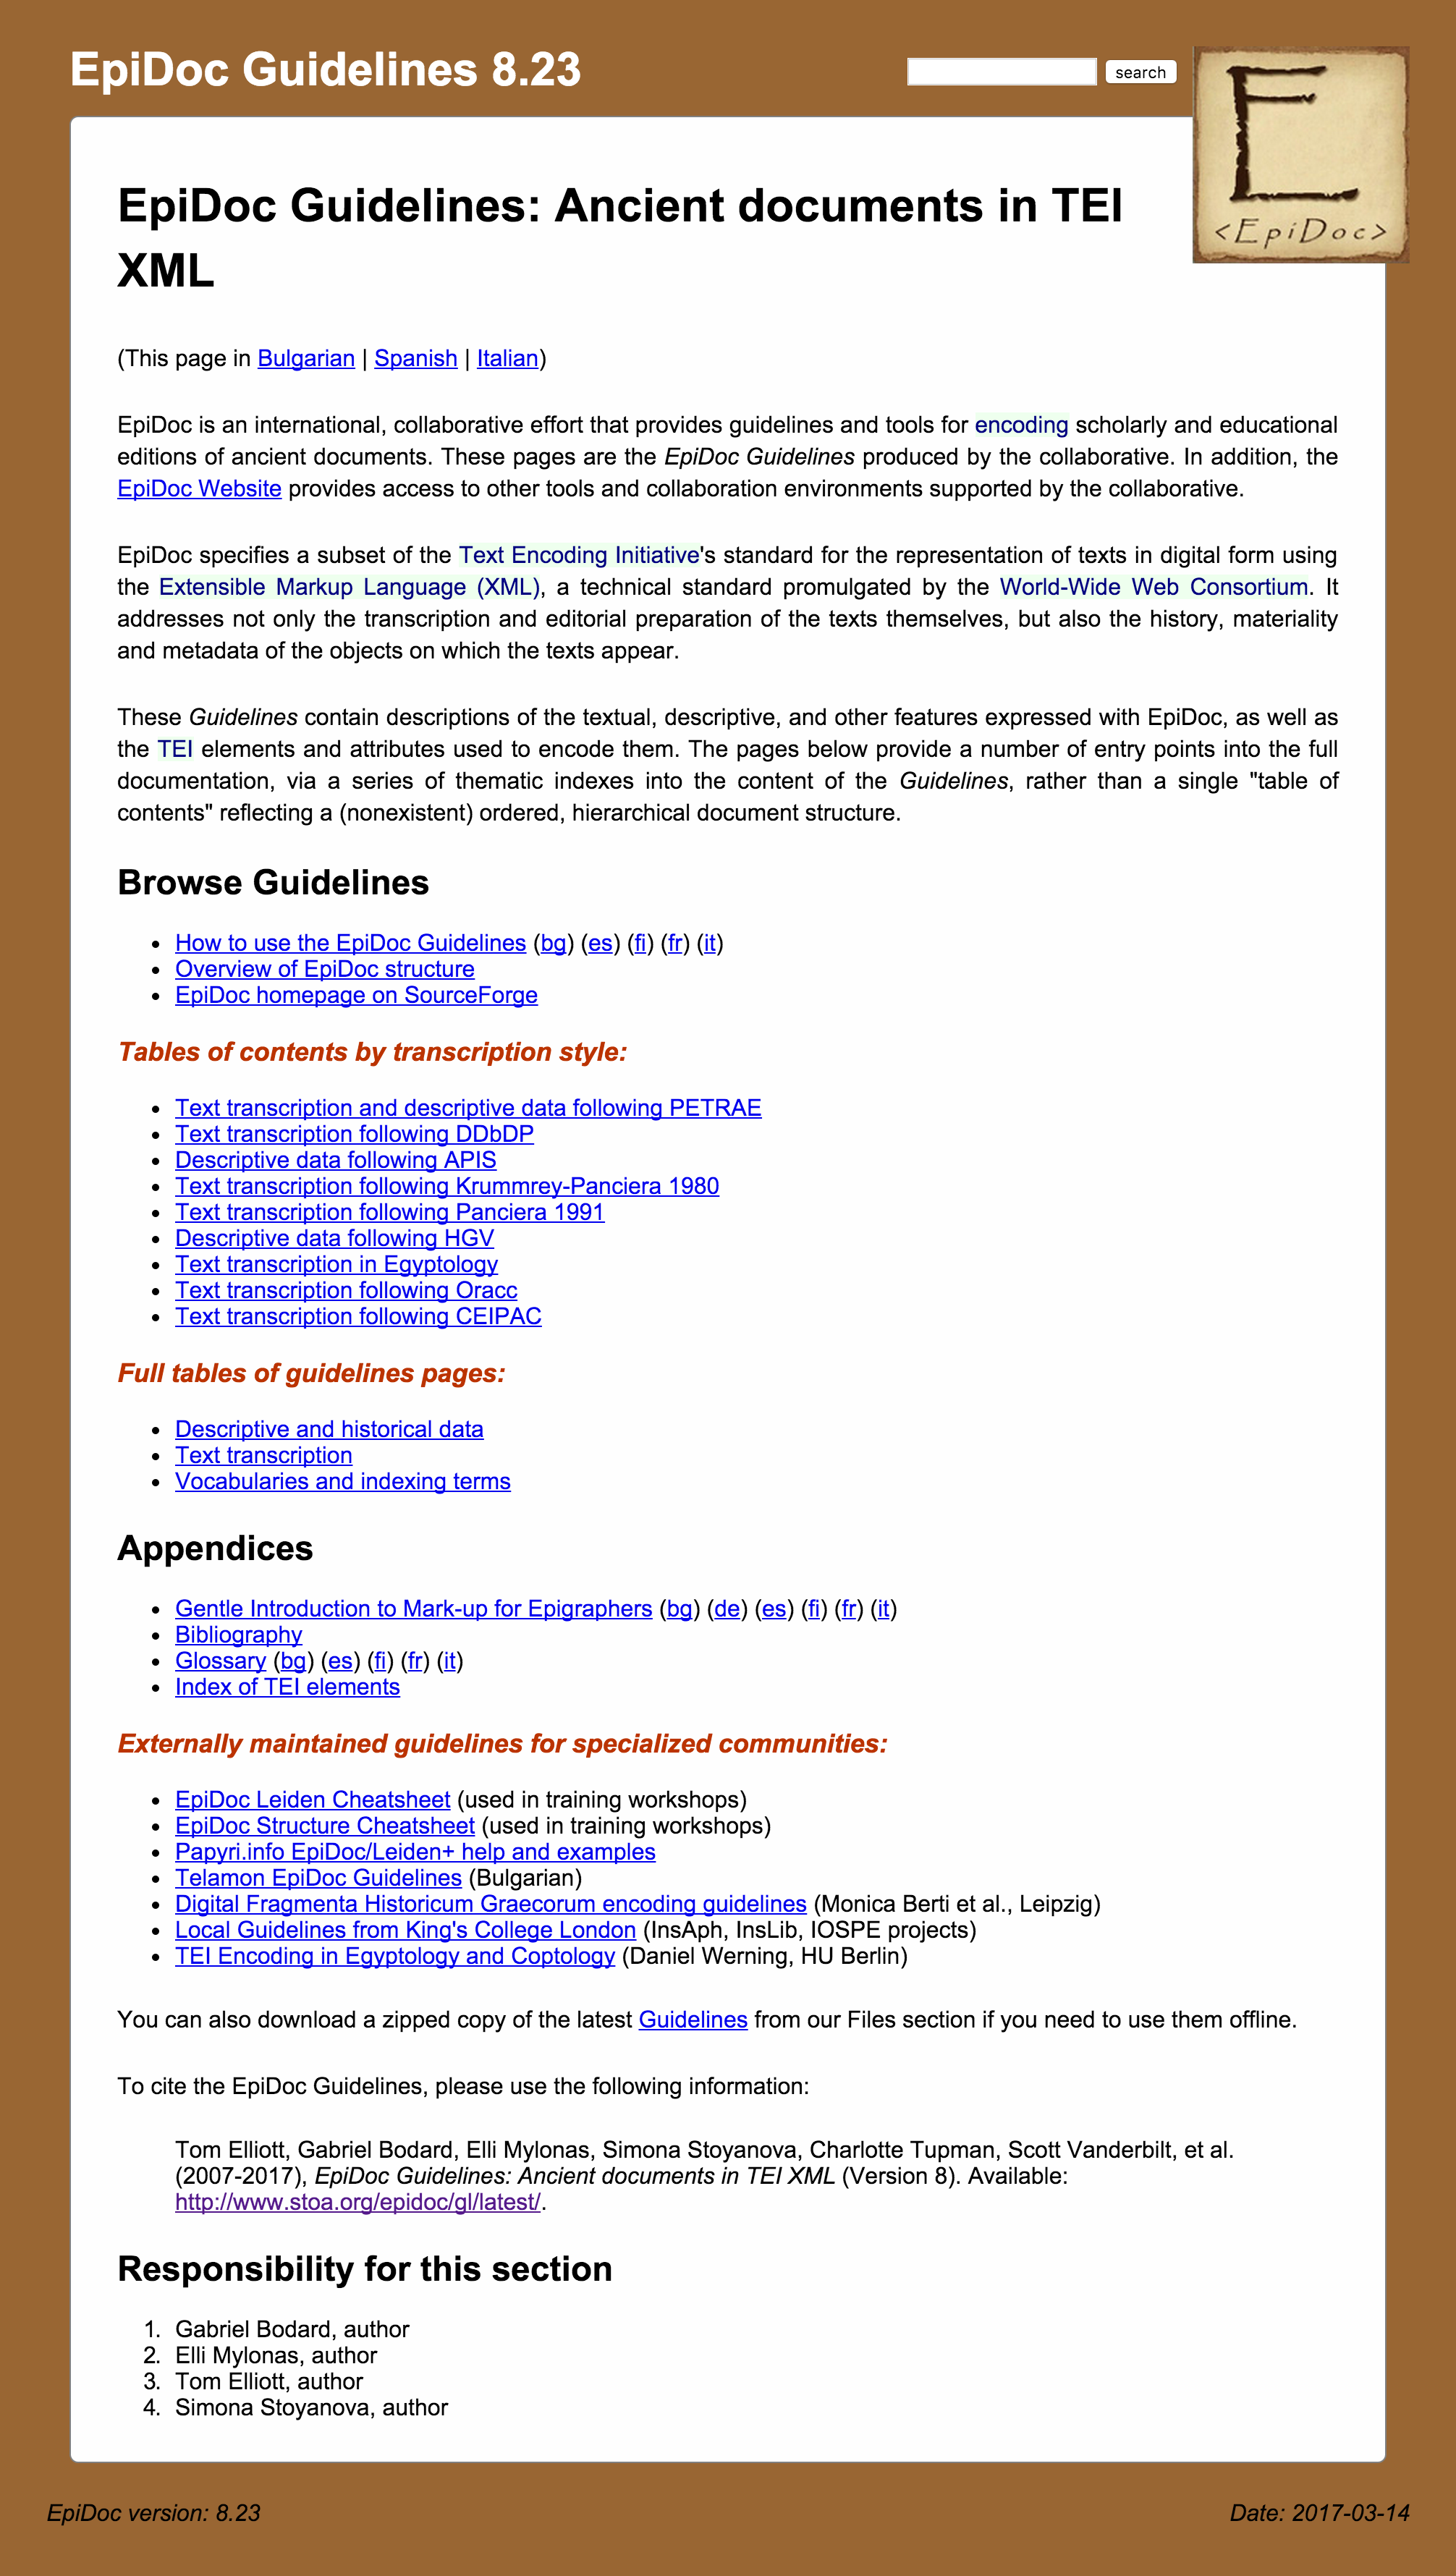 EpiDoc Guidelines 8.23
search
E
<EpiDoc>
EpiDoc Guidelines: Ancient documents in TEI
XML
(This page in Bulgarian | Spanish | Italian)
EpiDoc is an international, collaborative effort that provides guidelines and tools for encoding scholarly and educational
editions of ancient documents. These pages are the EpiDoc Guidelines produced by the collaborative. In addition, the
EpiDoc Website provides access to other tools and collaboration environments supported by the collaborative.
EpiDoc specifies a subset of the Text Encoding Initiative's standard for the representation of texts in digital form using
the Extensible Markup Language (XML), a technical standard promulgated by the World-Wide Web Consortium. It
addresses not only the transcription and editorial preparation of the texts themselves, but also the history, materiality
and metadata of the objects on which the texts appear.
These Guidelines contain descriptions of the textual, descriptive, and other features expressed with EpiDoc, as well as
the TEI elements and attributes used to encode them. The pages below provide a number of entry points into the full
documentation, via a series of thematic indexes into the content of the Guidelines, rather than a single "table of
contents" reflecting a (nonexistent) ordered, hierarchical document structure.
Browse Guidelines
• How to use the EpiDoc Guidelines (bg) (es) (fi) (fr) (it)
• Overview of EpiDoc structure
• EpiDoc homepage on SourceForge
Tables of contents by transcription style:
• Text transcription and descriptive data following PETRAE
• Text transcription following DDbDP
• Descriptive data following APIS
• Text transcription following Krummrey-Panciera 1980
• Text transcription following Panciera 1991
• Descriptive data following HGV
• Text transcription in Egyptology
• Text transcription following Oracc
• Text transcription following CEIPAC
Full tables of guidelines pages:
• Descriptive and historical data
• Text transcription
• Vocabularies and indexing terms
Appendices
• Gentle Introduction to Mark-up for Epigraphers (bg) (de) (es) (fi) (fr) (it)
• Bibliography
• Glossary (bg) (es) (fi) (fr) (it)
• Index of TEI elements
Externally maintained guidelines for specialized communities:
• EpiDoc Leiden Cheatsheet (used in training workshops)
• EpiDoc Structure Cheatsheet (used in training workshops)
• Papyri.info EpiDoc/Leiden+ help and examples
• Telamon EpiDoc Guidelines (Bulgarian)
• Digital Fragmenta Historicum Graecorum encoding guidelines (Monica Berti et al., Leipzig)
• Local Guidelines from King's College London (InsAph, InsLib, IOSPE projects)
• TEI Encoding in Egyptology and Coptology (Daniel Werning, HU Berlin)
You can also download a zipped copy of the latest Guidelines from our Files section if you need to use them offline.
To cite the EpiDoc Guidelines, please use the following information:
Tom Elliott, Gabriel Bodard, Elli Mylonas, Simona Stoyanova, Charlotte Tupman, Scott Vanderbilt, et al.
(2007-2017), EpiDoc Guidelines: Ancient documents in TEI XML (Version 8). Available:
http://www.stoa.org/epidoc/gl/latest/.
Responsibility for this section
1. Gabriel Bodard, author
2. Elli Mylonas, author
3. Tom Elliott, author
4. Simona Stoyanova, author
EpiDoc version: 8.23
Date: 2017-03-14